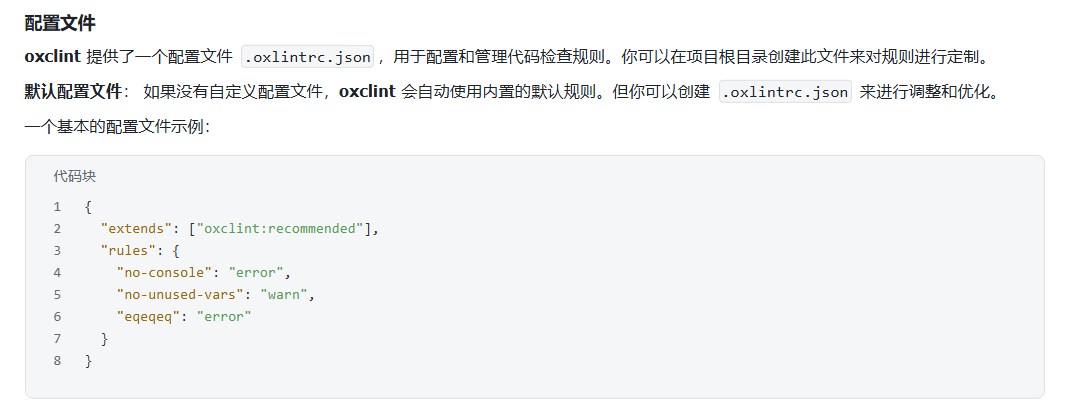 配置文件
oxclint 提供了一个配置文件 .oxlintrc.json ，用于配置和管理代码检查规则。你可以在项目根目录创建此文件来对规则进行定制。
默认配置文件： 如果没有自定义配置文件，oxclint 会自动使用内置的默认规则。但你可以创建 .oxlintrc.json 来进行调整和优化。
一个基本的配置文件示例：
代码块
1 {
2   "extends": ["oxclint:recommended"],
3   "rules": {
4     "no-console": "error",
5     "no-unused-vars": "warn",
6     "eqeqeq": "error"
7   }
8 }